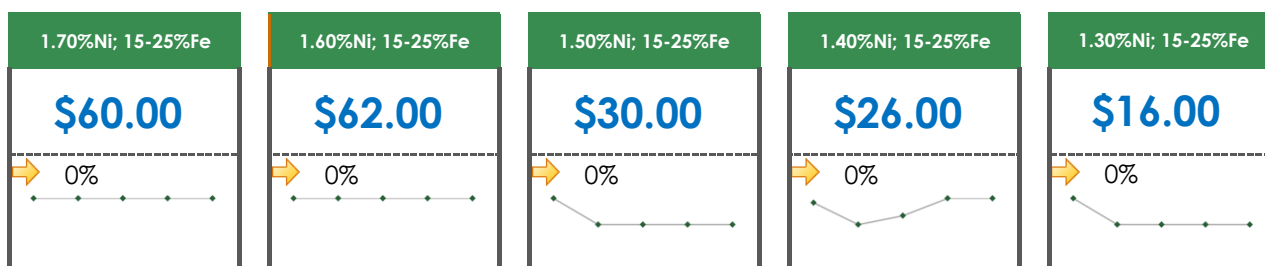 1.70%Ni; 15-25%Fe
$60.00
0%
1.60%Ni; 15-25%Fe
$62.00
0%
1.50%Ni; 15-25%Fe
$30.00
0%
1.40%Ni; 15-25%Fe
$26.00
0%
1.30%Ni; 15-25%Fe
$16.00
0%